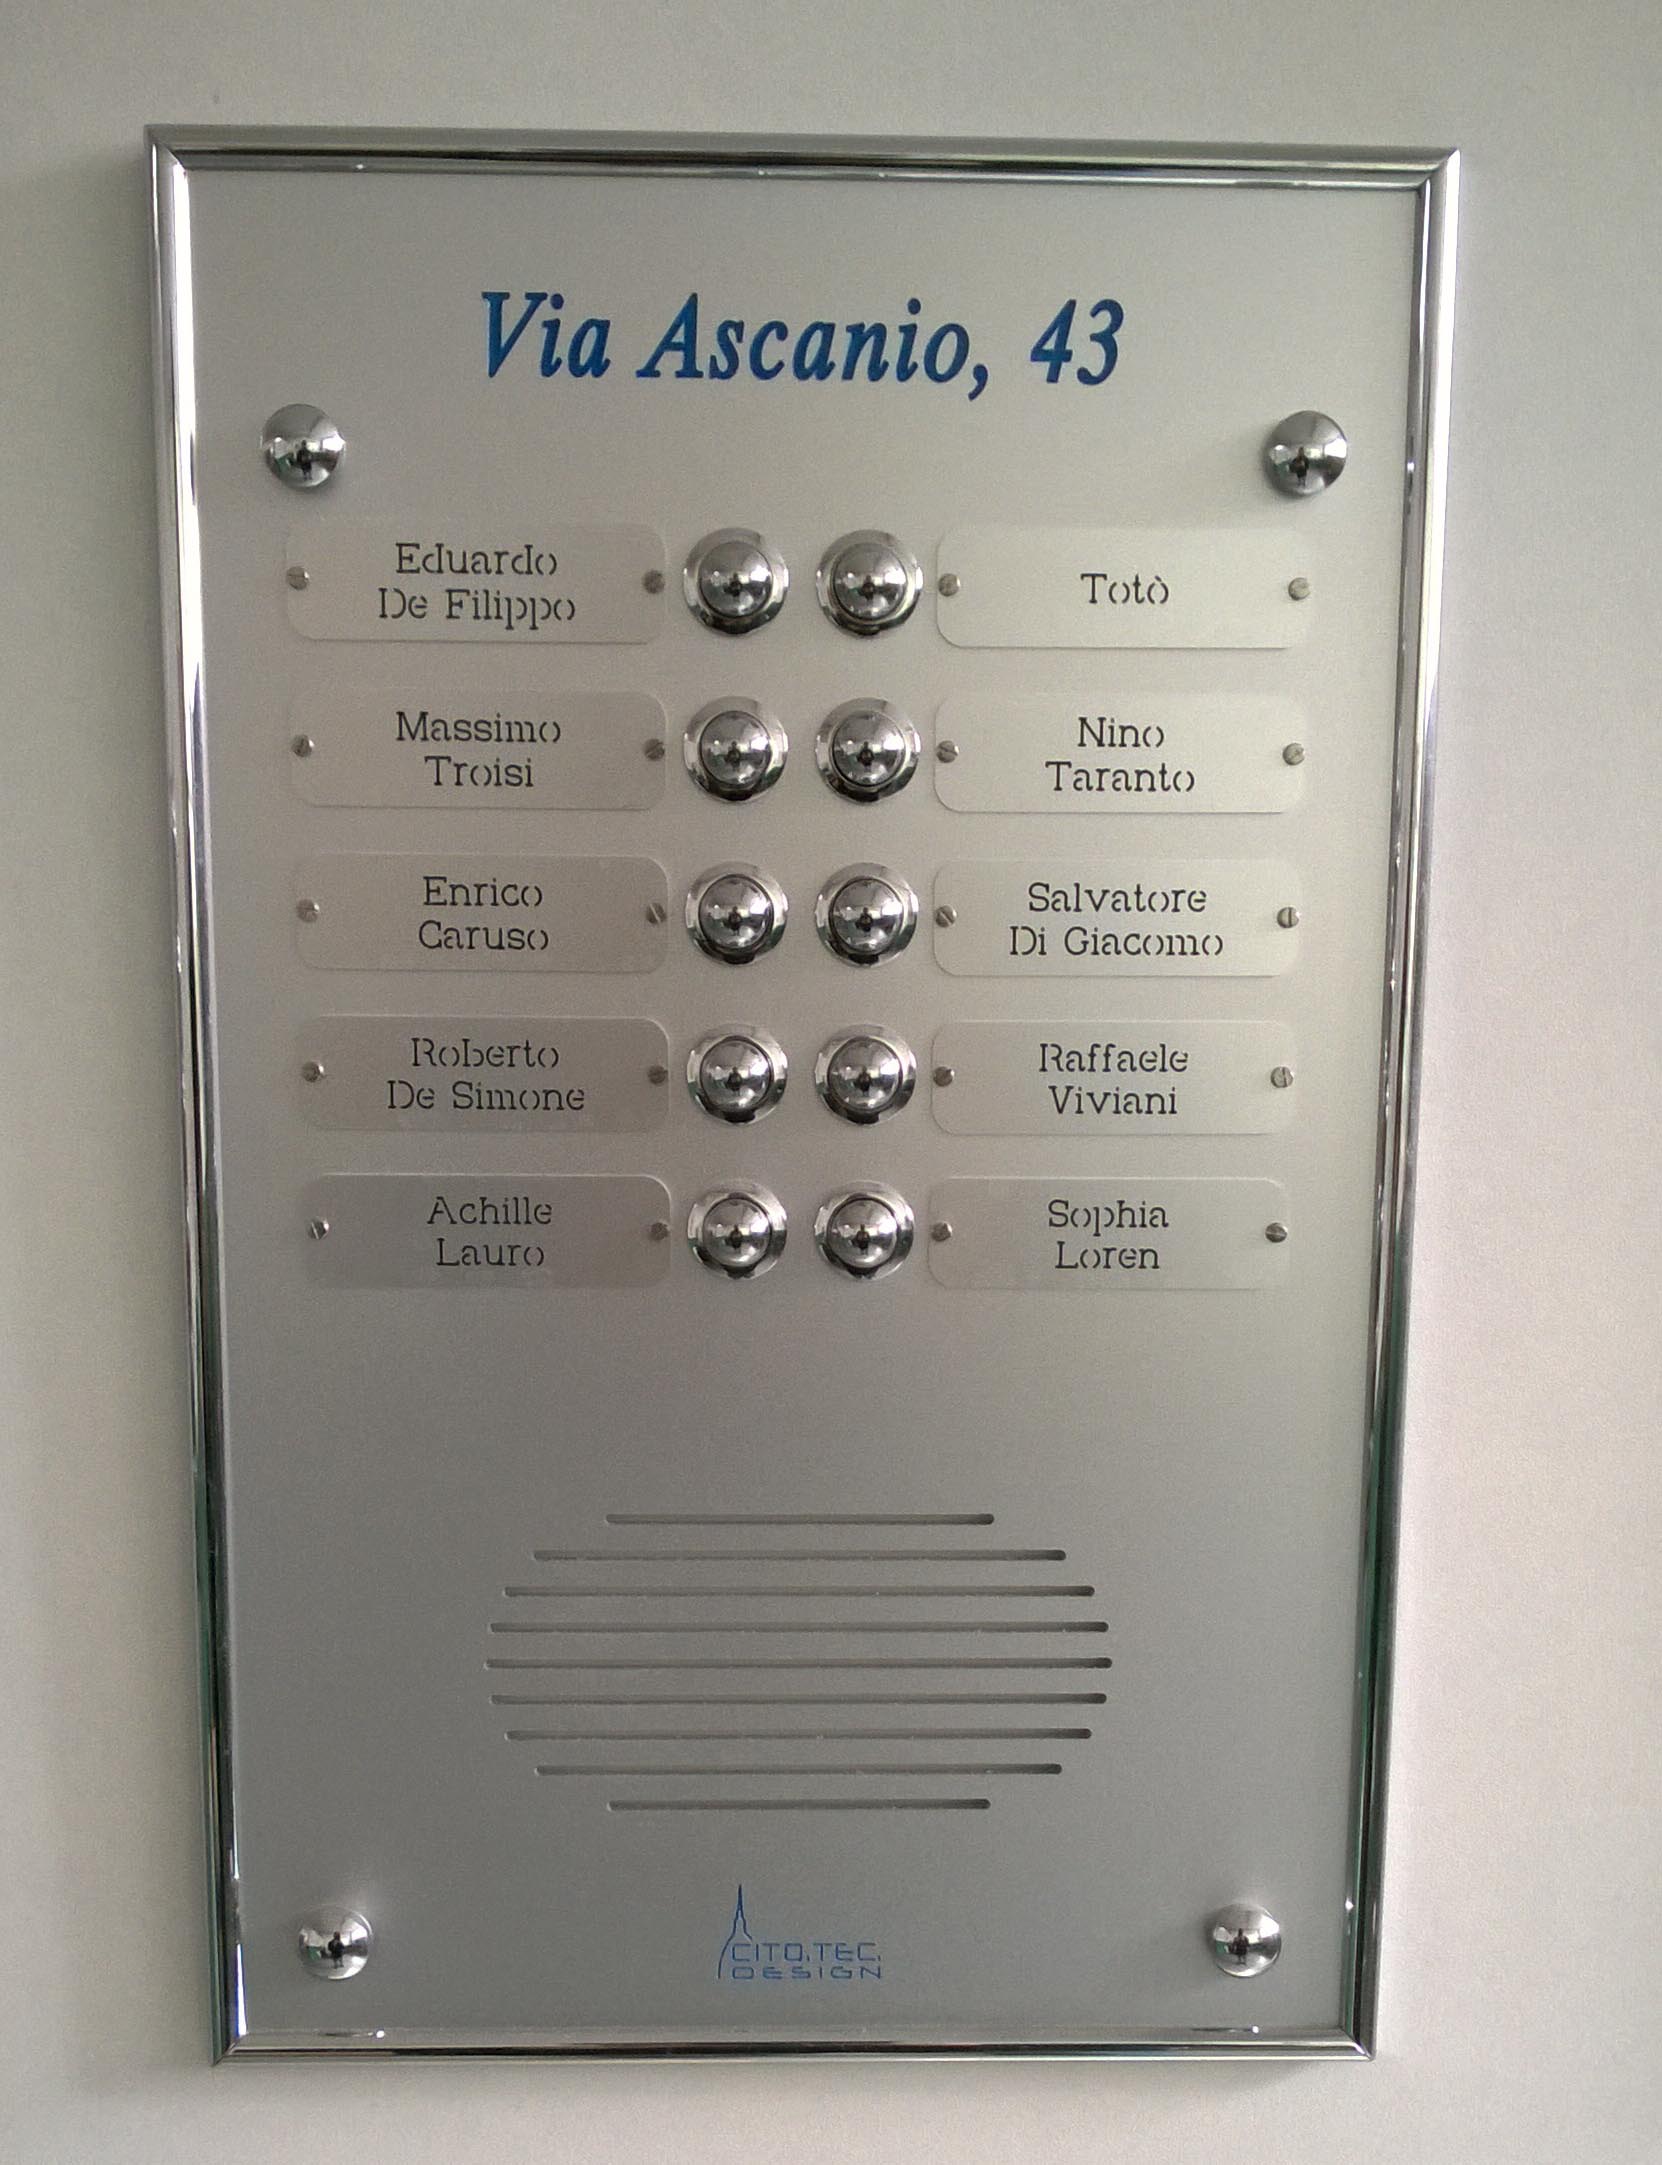 Via Ascanio, 43
Eduardo
De Filippo
Totò
Massimo
Troisi
Nino
Taranto
Enrico
Caruso
Salvatore
Di Giacomo
Roberto
De Simone
Raffaele
Viviani
Achille
Lauro
Sophia
Loren
CITO.TEC.
DESIGN